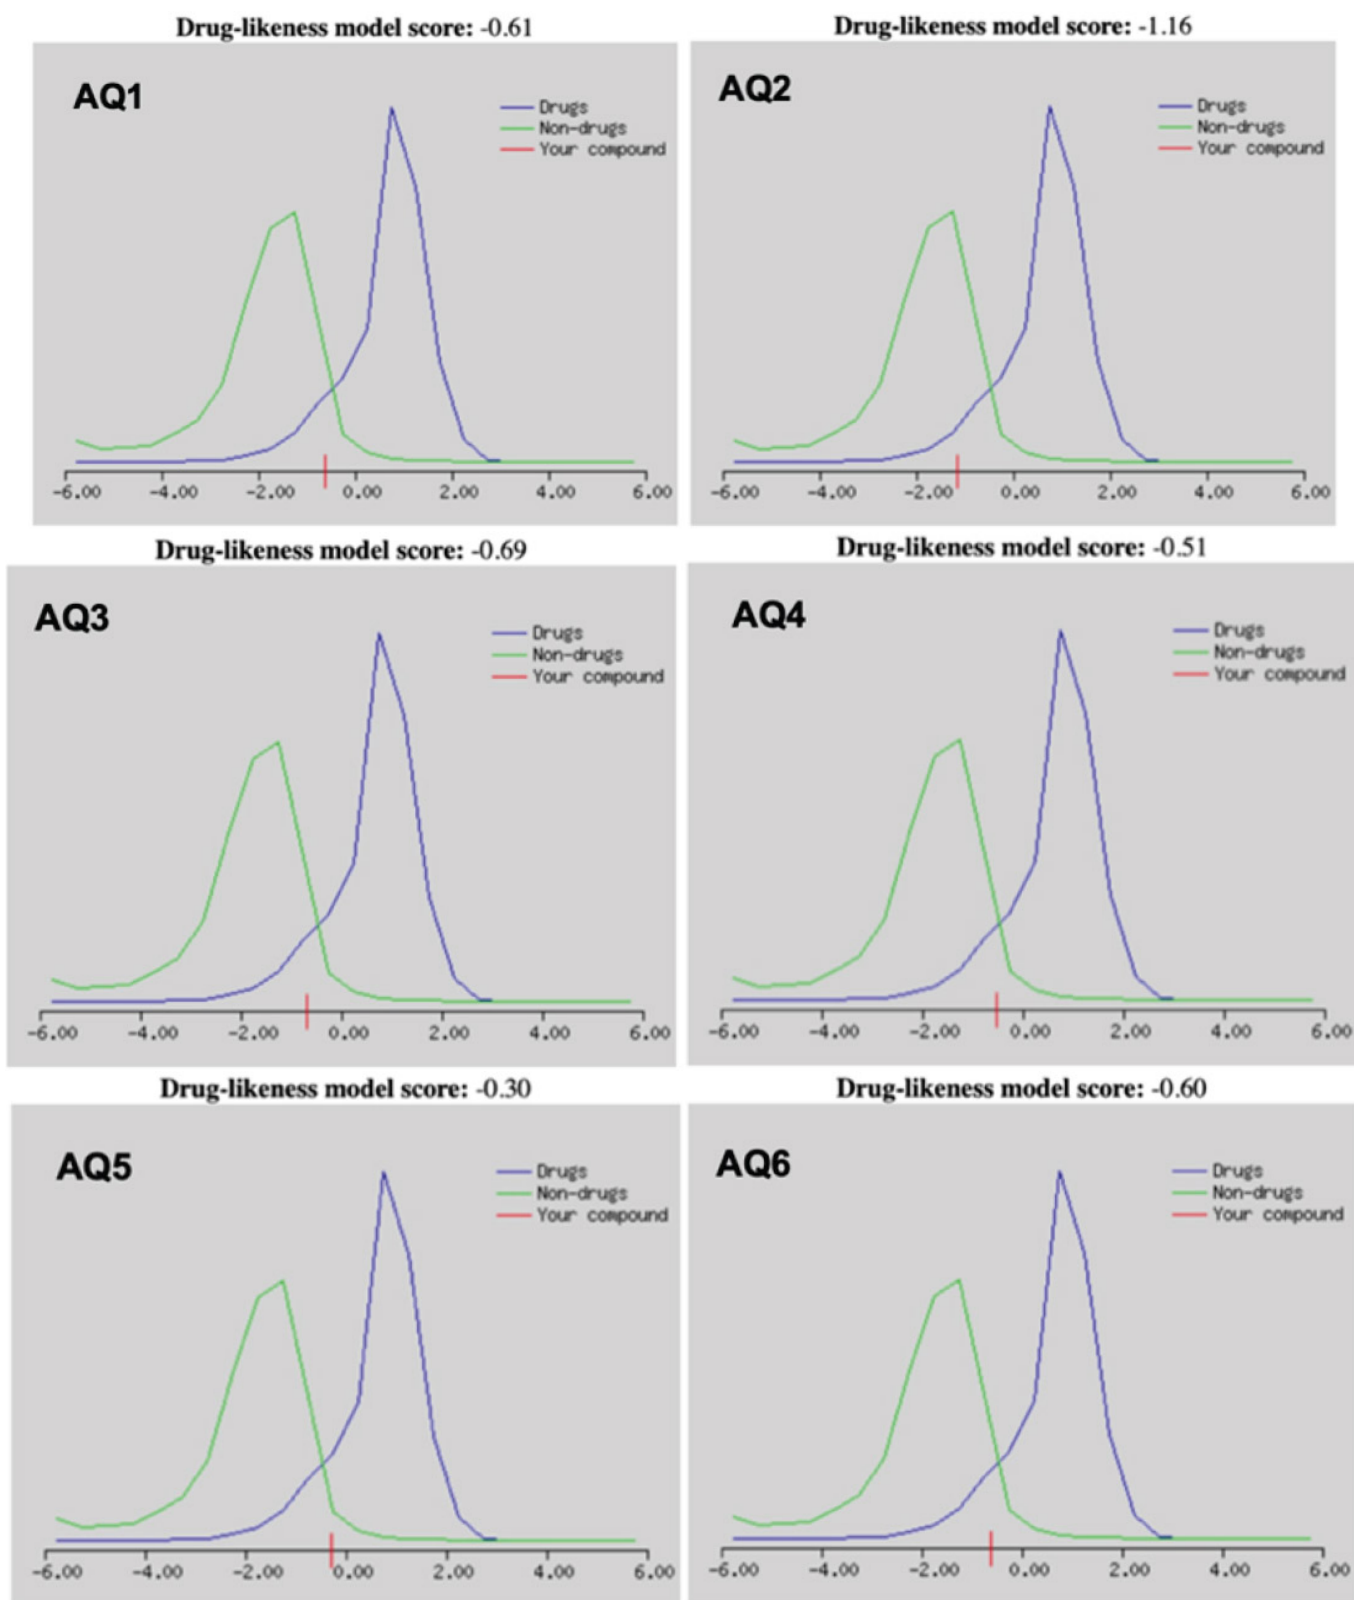 Drug-likeness model score: -0.61
AQ1
Drugs
Non-drugs
Your compound
-6.00 -4.00 -2.00 0.00 2.00 4.00 6.00
Drug-likeness model score: -1.16
AQ2
Drugs
Non-drugs
Your compound
-6.00 -4.00 -2.00 0.00 2.00 4.00 6.00
Drug-likeness model score: -0.69
AQ3
Drugs
Non-drugs
Your compound
-6.00 -4.00 -2.00 0.00 2.00 4.00 6.00
Drug-likeness model score: -0.51
AQ4
Drugs
Non-drugs
Your compound
-6.00 -4.00 -2.00 0.00 2.00 4.00 6.00
Drug-likeness model score: -0.30
AQ5
Drugs
Non-drugs
Your compound
-6.00 -4.00 -2.00 0.00 2.00 4.00 6.00
Drug-likeness model score: -0.60
AQ6
Drugs
Non-drugs
Your compound
-6.00 -4.00 -2.00 0.00 2.00 4.00 6.00